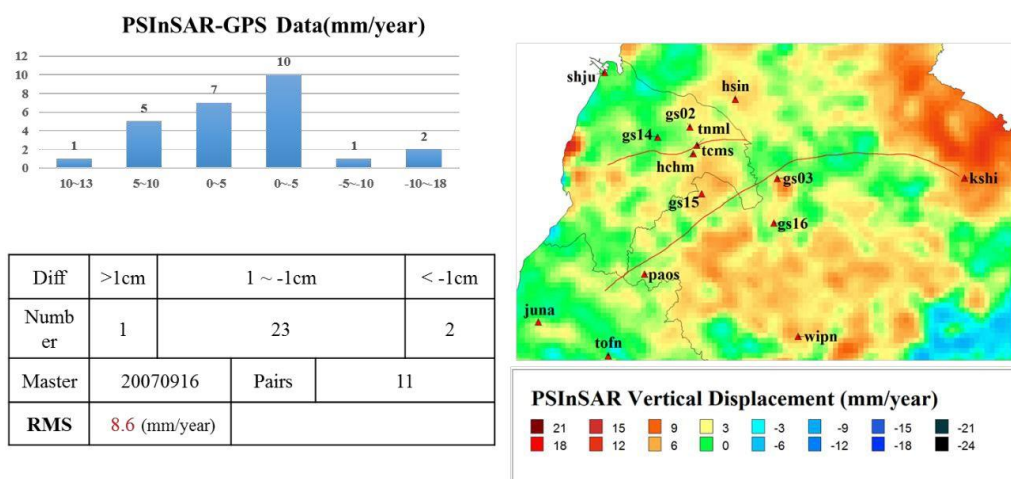 PSInSAR-GPS Data(mm/year)
12
10
8
6
4
2
0
1
5
7
10
1
2
10~13
5~10
0~5
0~-5
-5~-10
-10~-18
Diff >1cm 1 ~ -1cm < -1cm
Numb
er
1 23 2
Master 20070916 Pairs 11
RMS 8.6 (mm/year)
shju
hsin
gs02
gs14
tnml
tcms
hchm
gs03
kshi
gs15
gs16
paos
juna
wipn
tofn
PSInSAR Vertical Displacement (mm/year)
21 15 9 3 -3 -9 -15 -21
18 12 6 0 -6 -12 -18 -24